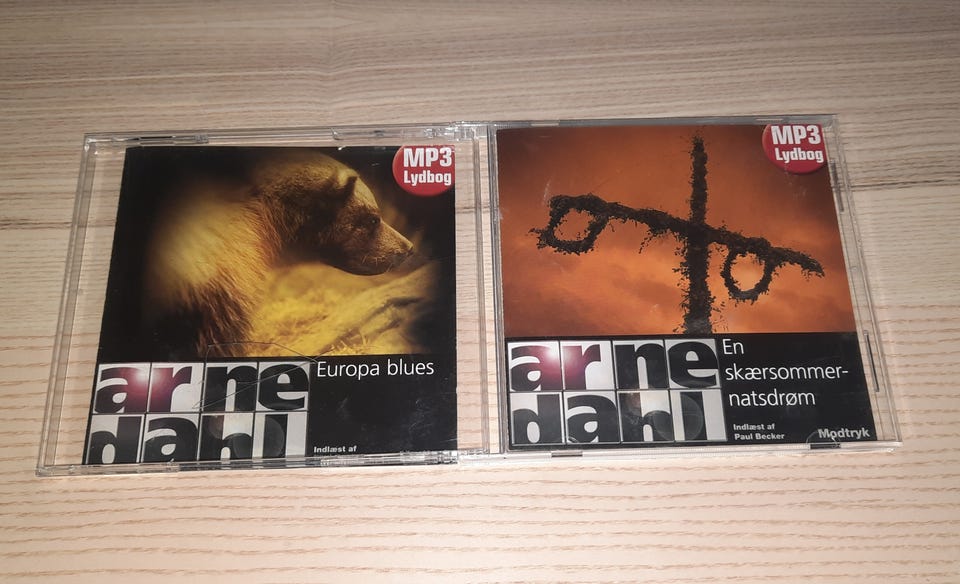 MP3
Lydbog
arne
dahl
Europa blues
Indlæst af
MP3
Lydbog
arne
dahl
En
skærsommer-
natsdrøm
Indlæst af
Paul Becker
Modtryk